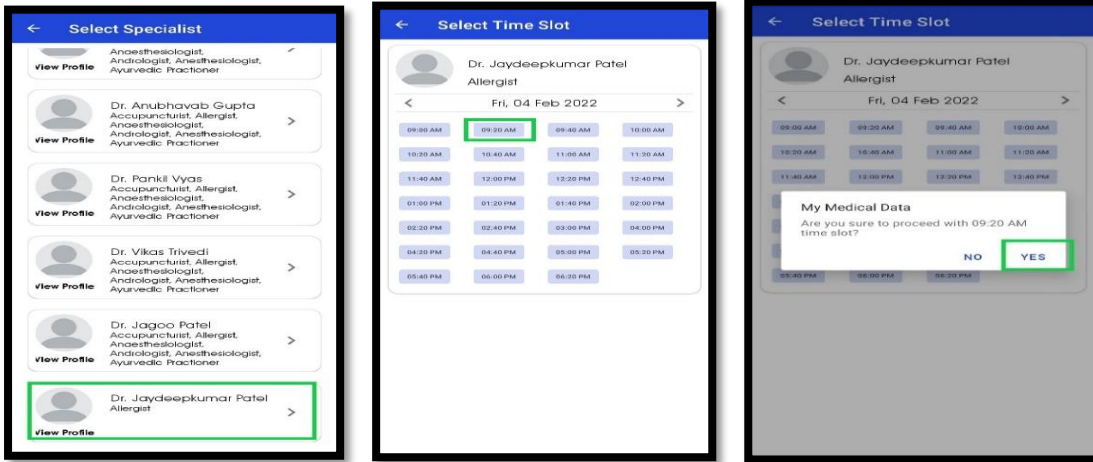 Select Specialist
Anaesthesiologist,
Andrologist, Anesthesiologist,
Ayurvedic Practioner
View Profile
Dr. Anubhavab Gupta
Accupuncturist, Allergist,
Anaesthesiologist,
Andrologist, Anesthesiologist,
Ayurvedic Practioner
View Profile
Dr. Pankil Vyas
Accupuncturist, Allergist,
Anaesthesiologist,
Andrologist, Anesthesiologist,
Ayurvedic Practioner
View Profile
Dr. Vikas Trivedi
Accupuncturist, Allergist,
Anaesthesiologist,
Andrologist, Anesthesiologist,
Ayurvedic Practioner
View Profile
Dr. Jagoo Patel
Accupuncturist, Allergist,
Anaesthesiologist,
Andrologist, Anesthesiologist,
Ayurvedic Practioner
View Profile
Dr. Jaydeepkumar Patel
Allergist
View Profile
Select Time Slot
Dr. Jaydeepkumar Patel
Allergist
Fri, 04 Feb 2022
09:00 AM 09:20 AM 09:40 AM 10:00 AM
10:20 AM 10:40 AM 11:00 AM 11:20 AM
11:40 AM 12:00 PM 12:20 PM 12:40 PM
01:00 PM 01:20 PM 01:40 PM 02:00 PM
02:20 PM 02:40 PM 03:00 PM 04:00 PM
04:20 PM 04:40 PM 05:00 PM 05:20 PM
05:40 PM 06:00 PM 06:20 PM
Select Time Slot
Dr. Jaydeepkumar Patel
Allergist
Fri, 04 Feb 2022
09:00 AM 09:20 AM 09:40 AM 10:00 AM
10:20 AM 10:40 AM 11:00 AM 11:20 AM
11:40 AM 12:00 PM 12:20 PM 12:40 PM
My Medical Data
Are you sure to proceed with 09:20 AM
time slot?
NO YES
05:40 PM 06:00 PM 06:20 PM